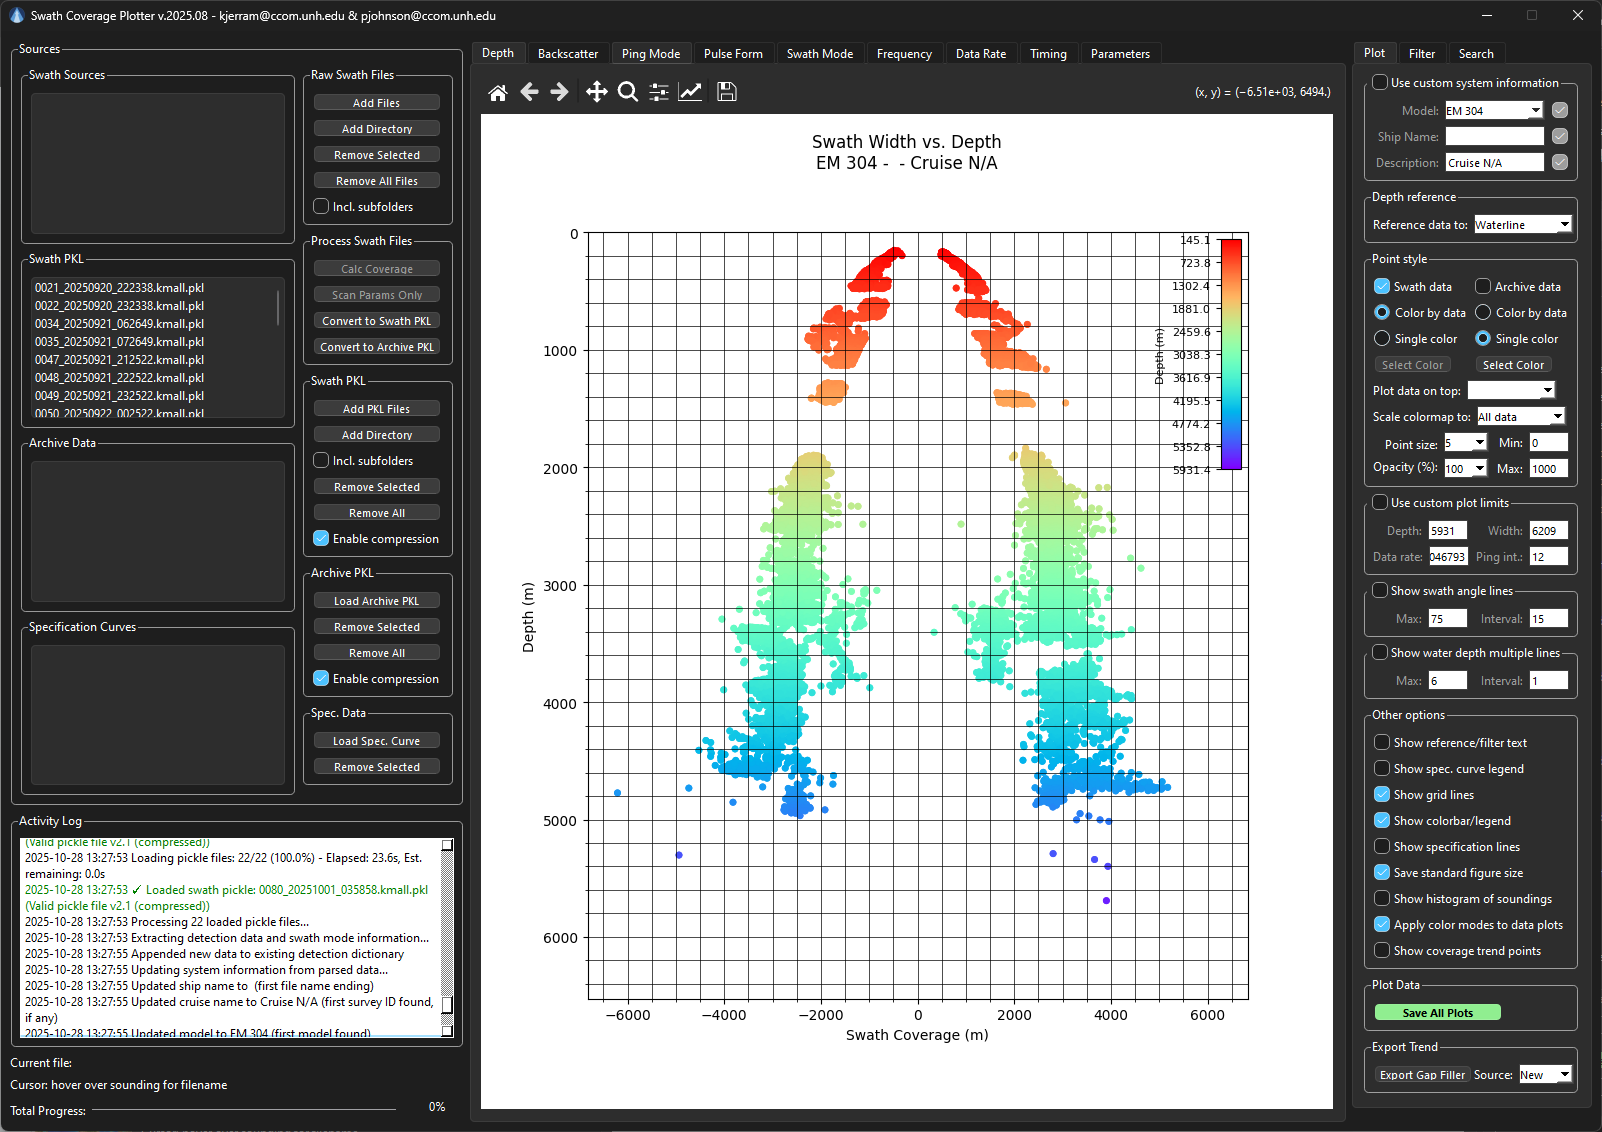 Swath Coverage Plotter v.2025.08 - kjerram@ccom.unh.edu & pjohnson@ccom.unh.edu
Sources
Swath Sources
Raw Swath Files
Add Files
Add Directory
Remove Selected
Remove All Files
Incl. subfolders
Process Swath Files
Calc Coverage
Scan Params Only
Convert to Swath PKL
Convert to Archive PKL
Swath PKL
0021_20250920_222338.kmall.pkl
0022_20250920_232338.kmall.pkl
0034_20250921_062649.kmall.pkl
0035_20250921_072649.kmall.pkl
0047_20250921_212522.kmall.pkl
0048_20250921_222522.kmall.pkl
0049_20250921_232522.kmall.pkl
0050_20250922_002522.kmall.pkl
Swath PKL
Add PKL Files
Add Directory
Incl. subfolders
Remove Selected
Remove All
Enable compression
Archive Data
Archive PKL
Load Archive PKL
Remove Selected
Remove All
Enable compression
Specification Curves
Spec. Data
Load Spec. Curve
Remove Selected
Activity Log
(Valid pickle file v2.1 (compressed))
2025-10-28 13:27:53 Loading pickle files: 22/22 (100.0%) - Elapsed: 23.6s, Est.
remaining: 0.0s
2025-10-28 13:27:53 ✓ Loaded swath pickle: 0080_20251001_035858.kmall.pkl
(Valid pickle file v2.1 (compressed))
2025-10-28 13:27:53 Processing 22 loaded pickle files...
2025-10-28 13:27:53 Extracting detection data and swath mode information...
2025-10-28 13:27:55 Appended new data to existing detection dictionary
2025-10-28 13:27:55 Updating system information from parsed data...
2025-10-28 13:27:55 Updated ship name to  (first file name ending)
2025-10-28 13:27:55 Updated cruise name to Cruise N/A (first survey ID found,
if any)
2025-10-28 13:27:55 Updated model to EM 304 (first model found)
Current file:
Cursor: hover over sounding for filename
Total Progress:
0%
Depth
Backscatter
Ping Mode
Pulse Form
Swath Mode
Frequency
Data Rate
Timing
Parameters
(x, y) = (−6.51e+03, 6494.)
Swath Width vs. Depth
EM 304 -  - Cruise N/A
0
1000
2000
3000
4000
5000
6000
Depth (m)
−6000
−4000
−2000
0
2000
4000
6000
Swath Coverage (m)
Depth (m)
145.1
723.8
1302.4
1881.0
2459.6
3038.3
3616.9
4195.5
4774.2
5352.8
5931.4
Plot
Filter
Search
Use custom system information
Model: EM 304
Ship Name:
Description: Cruise N/A
Depth reference
Reference data to: Waterline
Point style
Swath data
Archive data
Color by data
Color by data
Single color
Single color
Select Color
Select Color
Plot data on top:
Scale colormap to: All data
Point size: 5 Min: 0
Opacity (%): 100 Max: 1000
Use custom plot limits
Depth: 5931 Width: 6209
Data rate: 046793 Ping int.: 12
Show swath angle lines
Max: 75 Interval: 15
Show water depth multiple lines
Max: 6 Interval: 1
Other options
Show reference/filter text
Show spec. curve legend
Show grid lines
Show colorbar/legend
Show specification lines
Save standard figure size
Show histogram of soundings
Apply color modes to data plots
Show coverage trend points
Plot Data
Save All Plots
Export Trend
Export Gap Filler Source: New